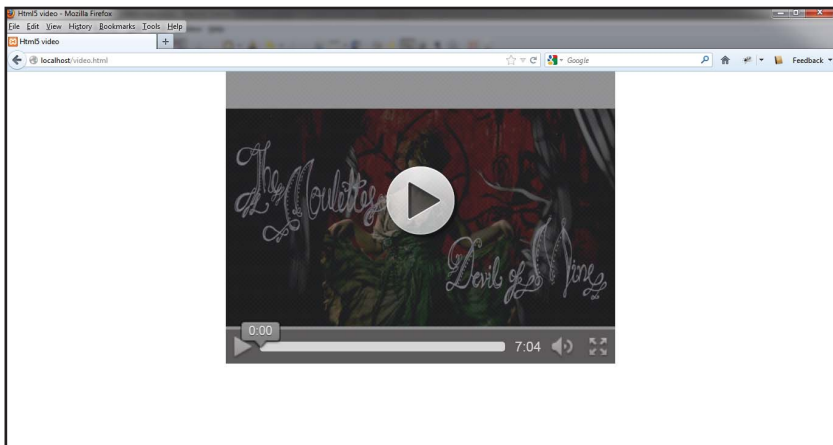 Html5 video - Mozilla Firefox
File Edit View History Bookmarks Tools Help
Html5 video +
localhost/video.html Google Feedback
The Moulettes
Devil of Mine
0:00
7:04